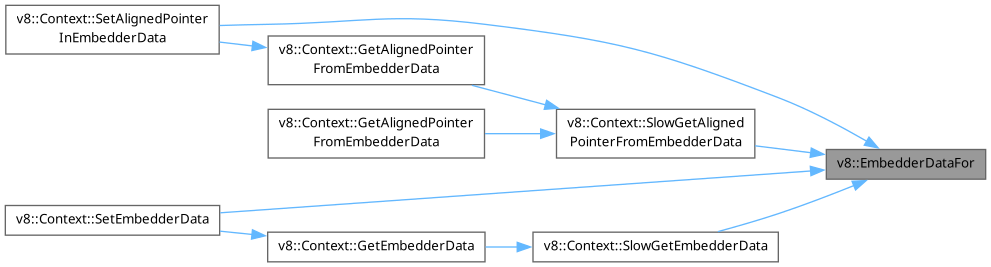 v8::Context::SetAlignedPointer
InEmbedderData
v8::Context::GetAlignedPointer
FromEmbedderData
v8::Context::GetAlignedPointer
FromEmbedderData
v8::Context::SlowGetAligned
PointerFromEmbedderData
v8::EmbedderDataFor
v8::Context::SetEmbedderData
v8::Context::GetEmbedderData
v8::Context::SlowGetEmbedderData